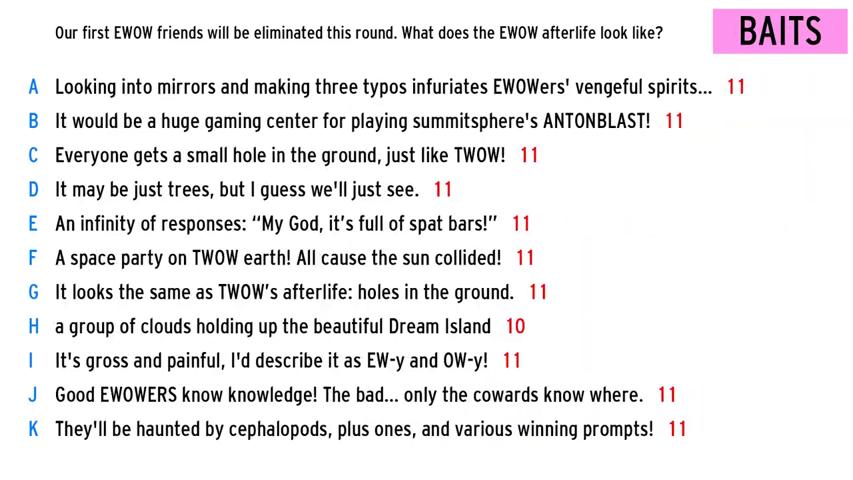 Our first EWOW friends will be eliminated this round. What does the EWOW afterlife look like?
BAITS
A Looking into mirrors and making three typos infuriates EWOWers' vengeful spirits... 11
B It would be a huge gaming center for playing summitsphere's ANTONBLAST! 11
C Everyone gets a small hole in the ground, just like TWOW! 11
D It may be just trees, but I guess we'll just see. 11
E An infinity of responses: “My God, it’s full of spat bars!” 11
F A space party on TWOW earth! All cause the sun collided! 11
G It looks the same as TWOW’s afterlife: holes in the ground. 11
H a group of clouds holding up the beautiful Dream Island 10
I It's gross and painful, I'd describe it as EW-y and OW-y! 11
J Good EWOWERS know knowledge! The bad... only the cowards know where. 11
K They'll be haunted by cephalopods, plus ones, and various winning prompts! 11